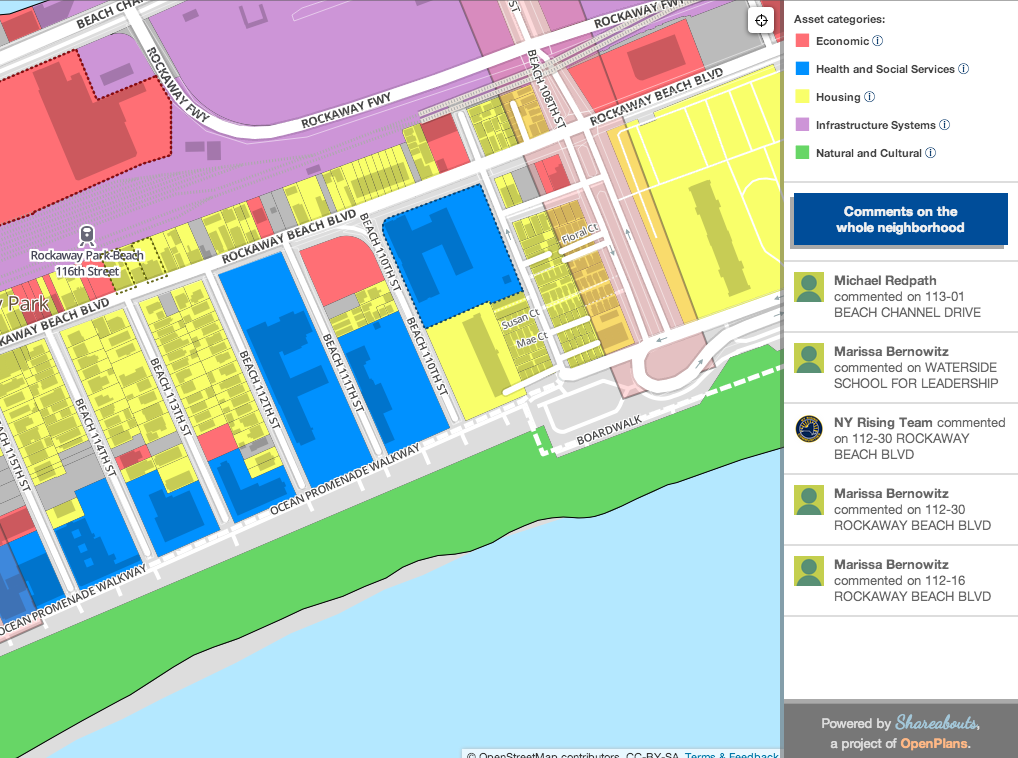 BEACH CHA
ST
ROCKAWAY FWY
ROCKAWAY FWY
ROCKAWAY FWY
BEACH 108TH ST
ROCKAWAY BEACH BLVD
Rockaway Park-Beach
116th Street
ROCKAWAY BEACH BLVD
BEACH 110TH ST
Floral Ct
y Park
KAWAY BEACH BLVD
Susan Ct
Mae Ct
BEACH 110TH ST
BEACH 111TH ST
BEACH 112TH ST
BEACH 113TH ST
BEACH 114TH ST
BEACH 115TH ST
BOARDWALK
OCEAN PROMENADE WALKWAY
OCEAN PROMENADE WALKWAY
© OpenStreetMap contributors, CC-BY-SA. Terms & Feedback
Asset categories:
Economic
Health and Social Services
Housing
Infrastructure Systems
Natural and Cultural
Comments on the
whole neighborhood
Michael Redpath
commented on 113-01
BEACH CHANNEL DRIVE
Marissa Bernowitz
commented on WATERSIDE
SCHOOL FOR LEADERSHIP
NY Rising Team commented
on 112-30 ROCKAWAY
BEACH BLVD
Marissa Bernowitz
commented on 112-30
ROCKAWAY BEACH BLVD
Marissa Bernowitz
commented on 112-16
ROCKAWAY BEACH BLVD
Powered by Shareabouts,
a project of OpenPlans.